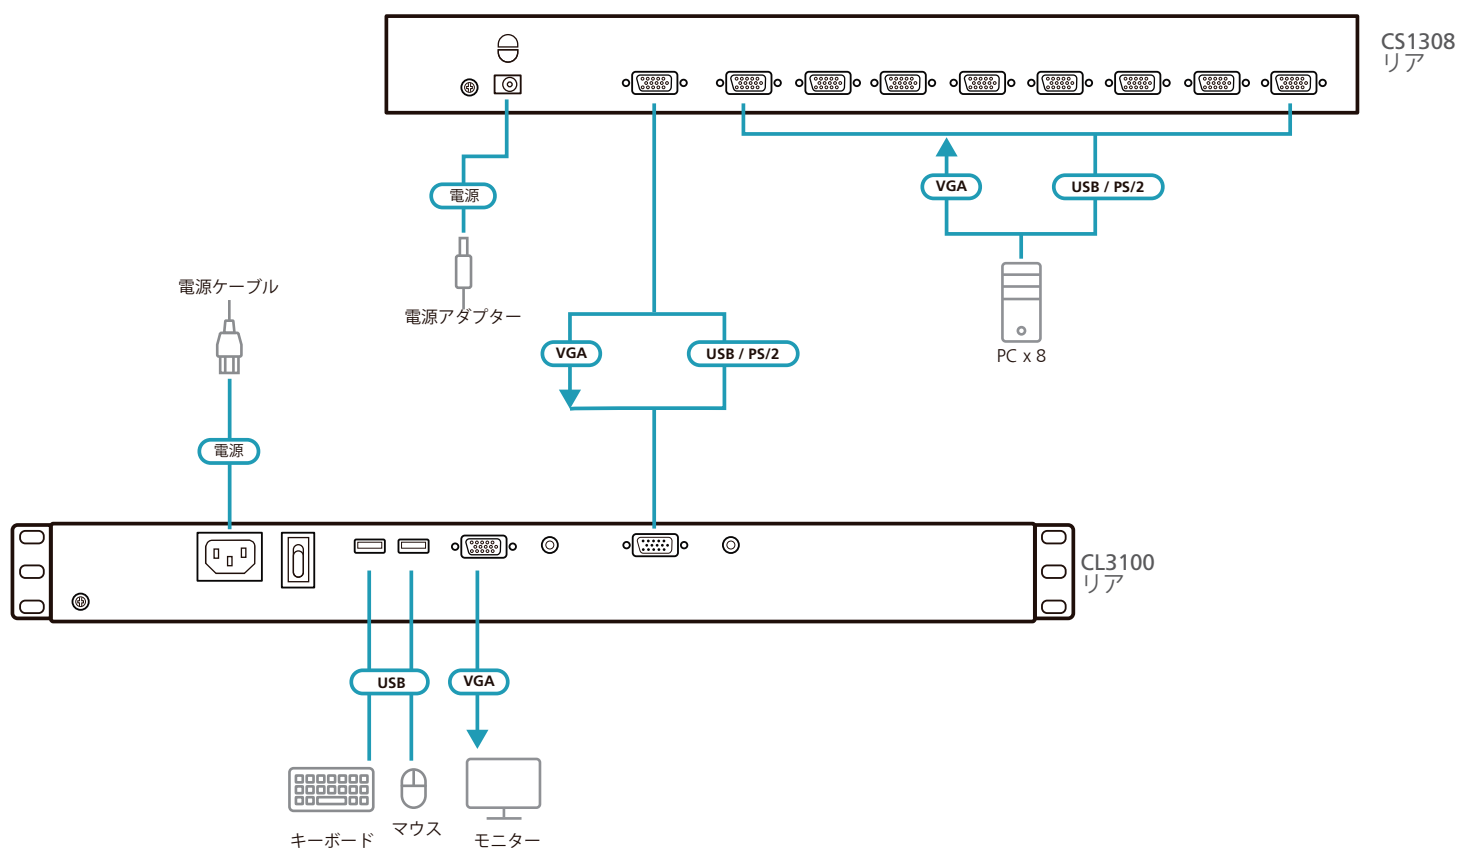 CS1308
リア
電源
VGA
USB / PS/2
電源ケーブル
電源アダプター
VGA
USB / PS/2
PC x 8
電源
CL3100
リア
USB
VGA
キーボード
マウス
モニター